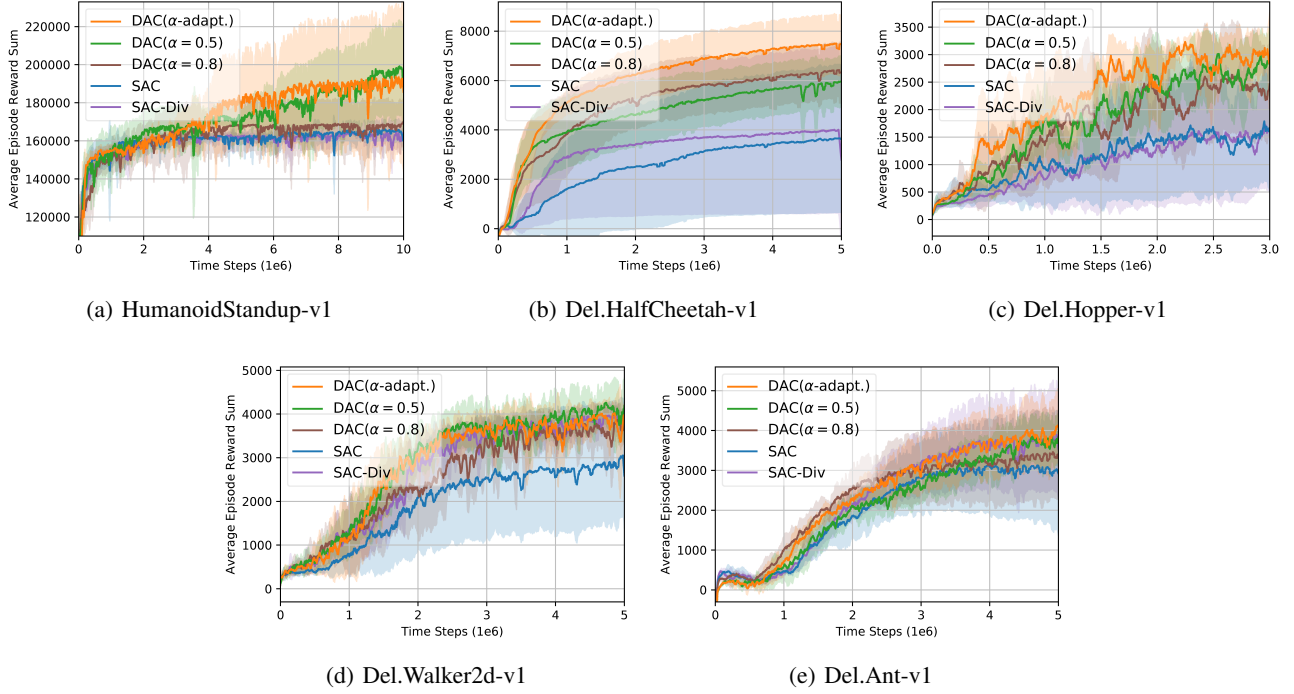 DAC(α-adapt.)
DAC(α = 0.5)
DAC(α = 0.8)
SAC
SAC-Div
220000
200000
180000
160000
140000
120000
0 2 4 6 8 10
Average Episode Reward Sum
Time Steps (1e6)
(a) HumanoidStandup-v1
DAC(α-adapt.)
DAC(α = 0.5)
DAC(α = 0.8)
SAC
SAC-Div
8000
6000
4000
2000
0
0 1 2 3 4 5
Average Episode Reward Sum
Time Steps (1e6)
(b) Del.HalfCheetah-v1
DAC(α-adapt.)
DAC(α = 0.5)
DAC(α = 0.8)
SAC
SAC-Div
3500
3000
2500
2000
1500
1000
500
0
0.0 0.5 1.0 1.5 2.0 2.5 3.0
Average Episode Reward Sum
Time Steps (1e6)
(c) Del.Hopper-v1
DAC(α-adapt.)
DAC(α = 0.5)
DAC(α = 0.8)
SAC
SAC-Div
5000
4000
3000
2000
1000
0
0 1 2 3 4 5
Average Episode Reward Sum
Time Steps (1e6)
(d) Del.Walker2d-v1
DAC(α-adapt.)
DAC(α = 0.5)
DAC(α = 0.8)
SAC
SAC-Div
5000
4000
3000
2000
1000
0
0 1 2 3 4 5
Average Episode Reward Sum
Time Steps (1e6)
(e) Del.Ant-v1